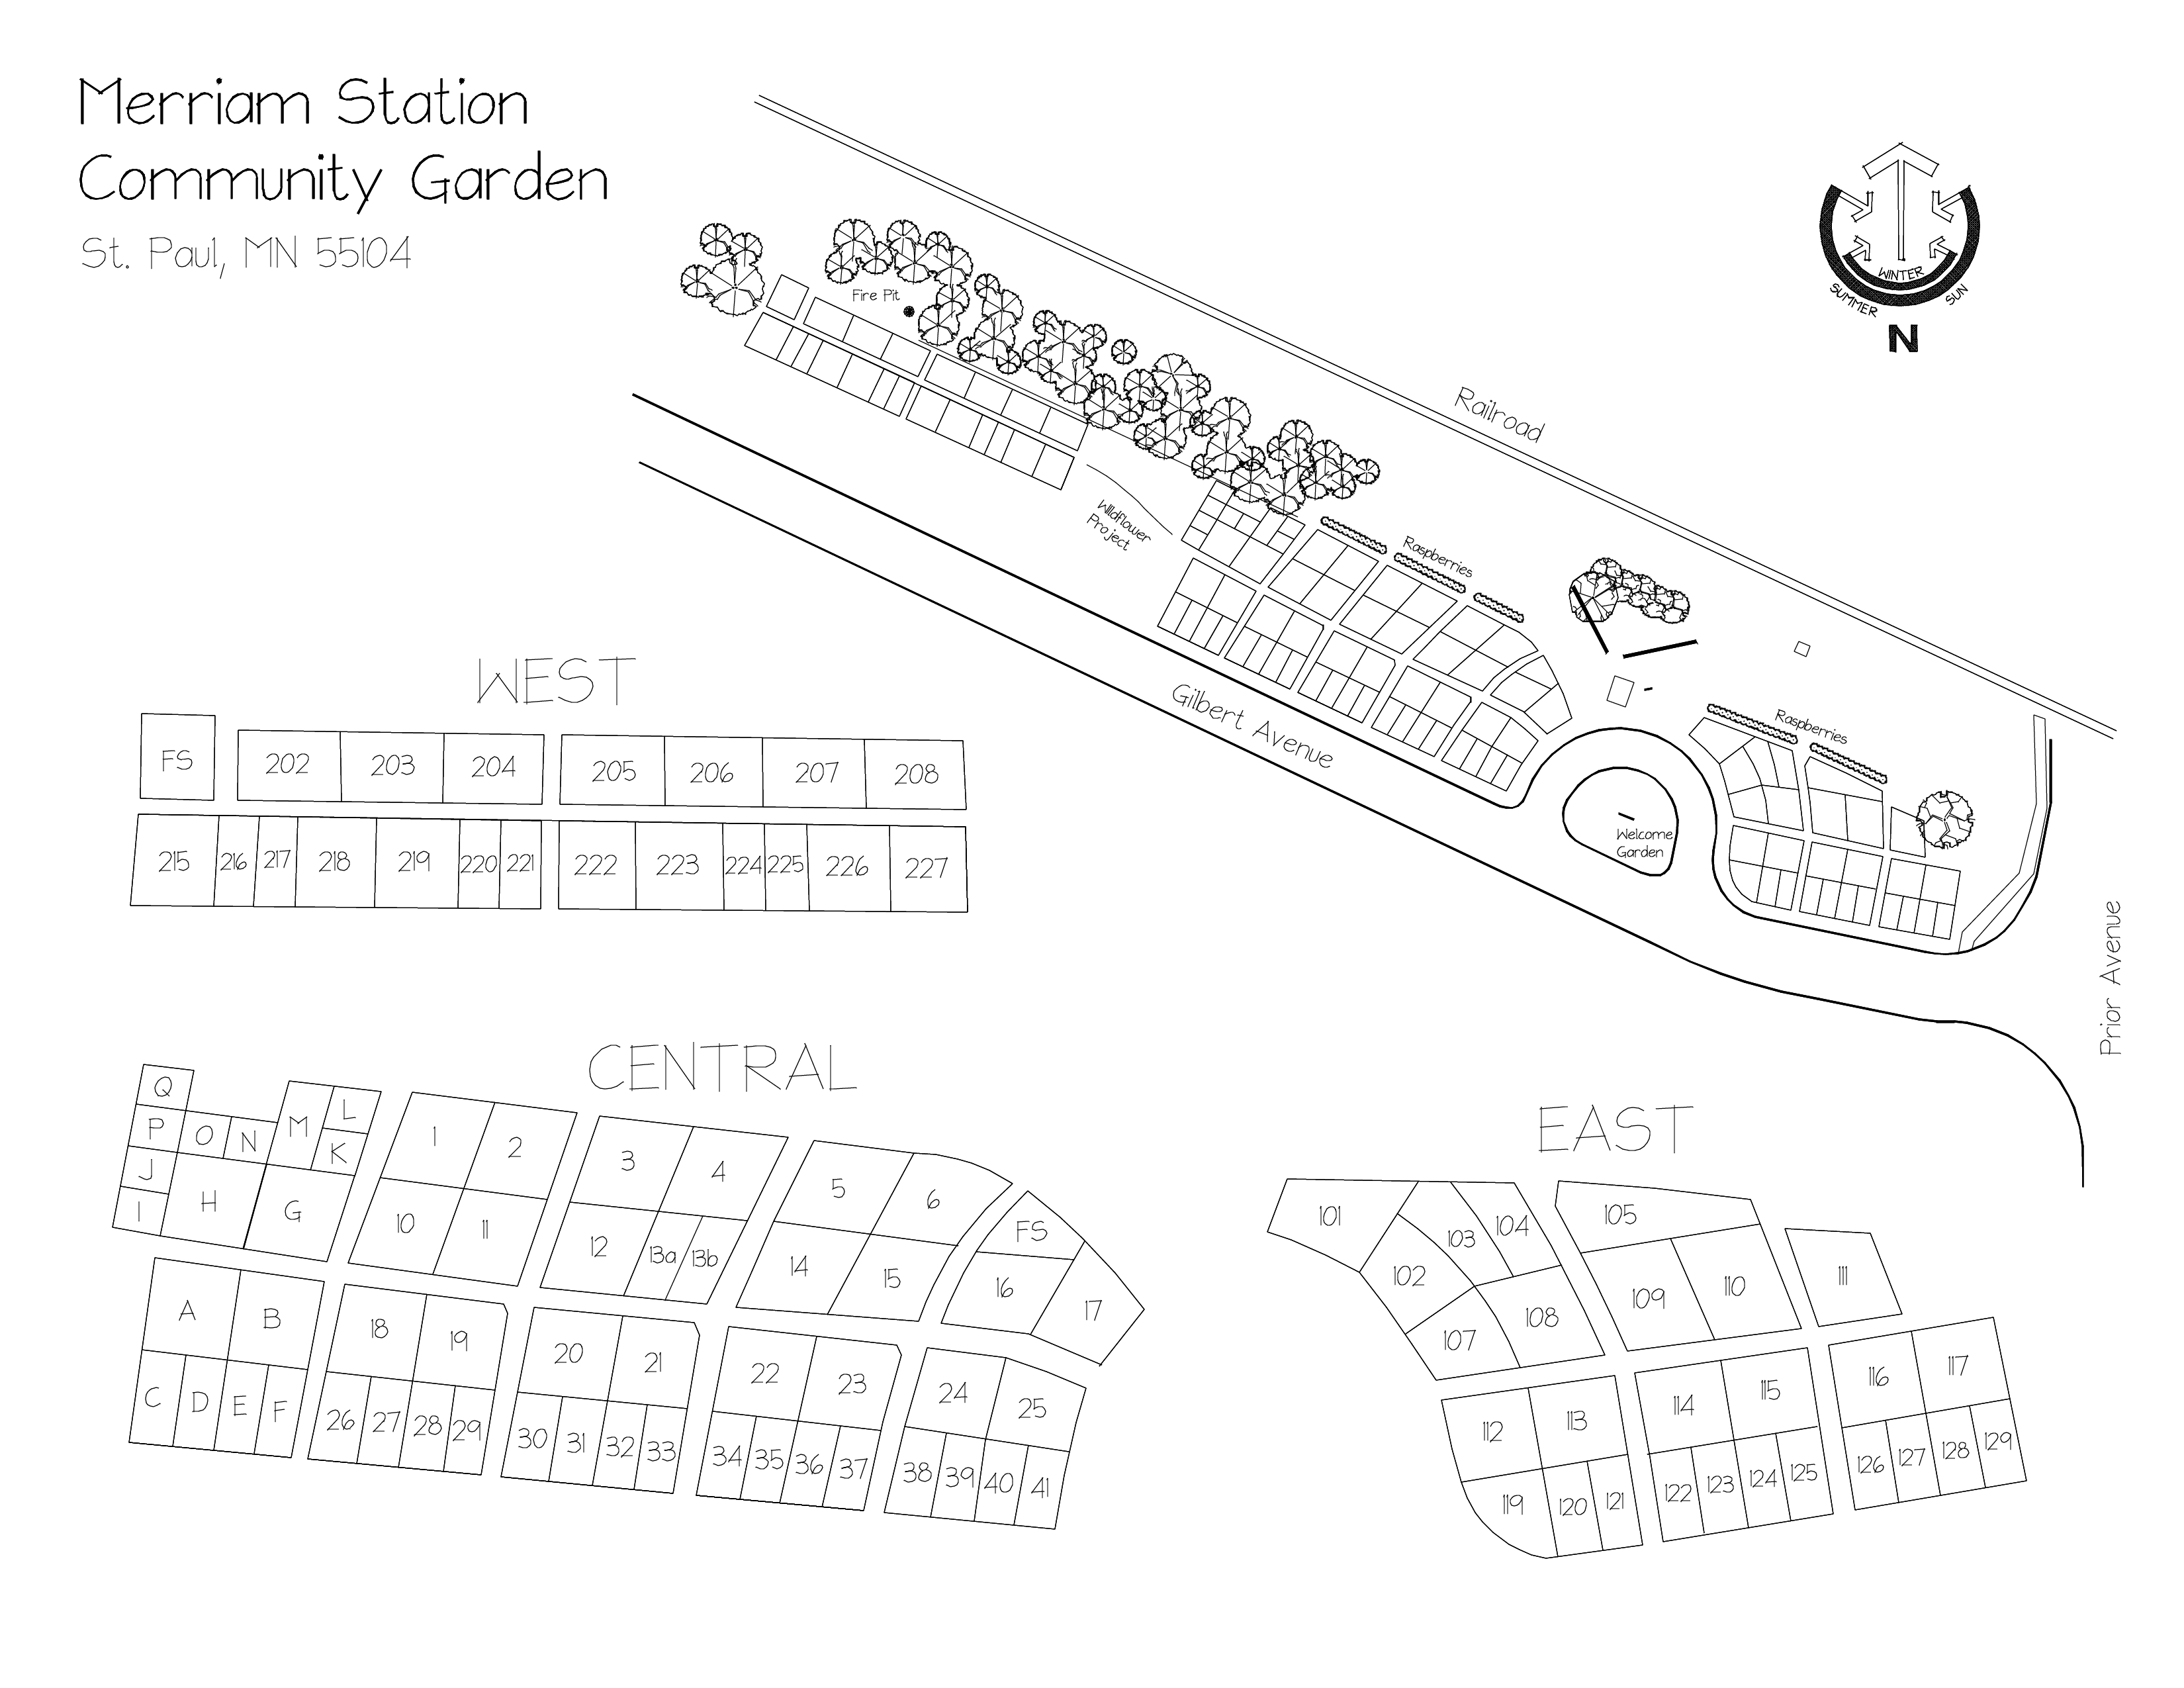 Merriam Station
Community Garden
St. Paul, MN 55104
WINTER
SUMMER
SUN
N
Fire Pit
Railroad
Wildflower
Project
Raspberries
Gilbert Avenue
Raspberries
Welcome
Garden
Prior Avenue
WEST
FS 202 203 204 205 206 207 208
215 216 217 218 219 220 221 222 223 224 225 226 227
CENTRAL
Q
P O N M L
K
J
I H G
1 2 3 4 5 6 FS
10 11 12 13a 13b 14 15 16 17
A B 18 19 20 21 22 23 24 25
C D E F 26 27 28 29 30 31 32 33 34 35 36 37 38 39 40 41
EAST
101 103 104 105
102 109 110 111
107 108
112 113 114 115 116 117
119 120 121 122 123 124 125 126 127 128 129